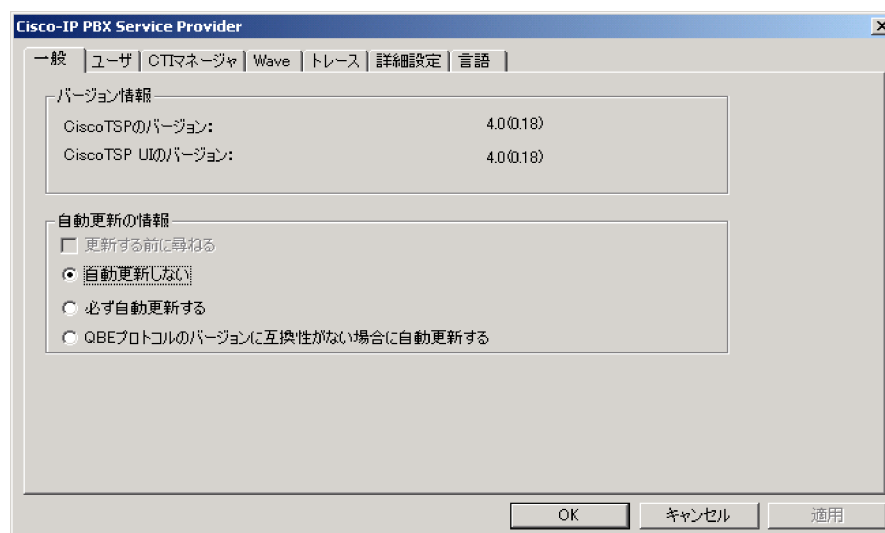 Cisco-IP PBX Service Provider
一般 ユーザ CTIマネージャ Wave トレース 詳細設定 言語
バージョン情報
CiscoTSPのバージョン: 4.0(0.18)
CiscoTSP UIのバージョン: 4.0(0.18)
自動更新の情報
更新する前に尋ねる
自動更新しない
必ず自動更新する
QBEプロトコルのバージョンに互換性がない場合に自動更新する
OK キャンセル 適用